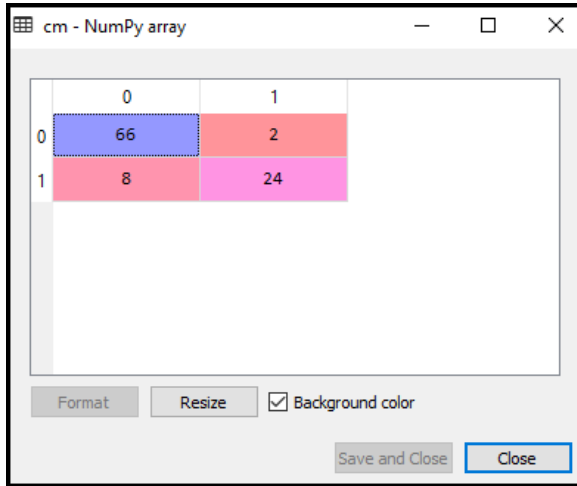 cm - NumPy array
0 1
0 66 2
1 8 24
Format Resize Background color
Save and Close Close